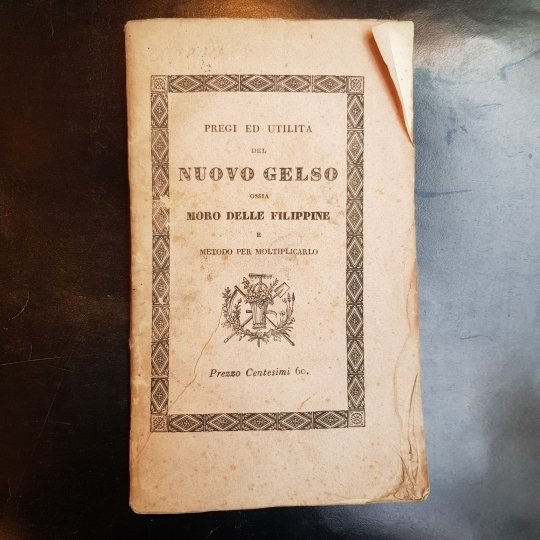 PREGI ED UTILITÀ
DEL
NUOVO GELSO
OSSIA
MORO DELLE FILIPPINE
E
METODO PER MOLTIPLICARLO
Prezzo Centesimi 60.